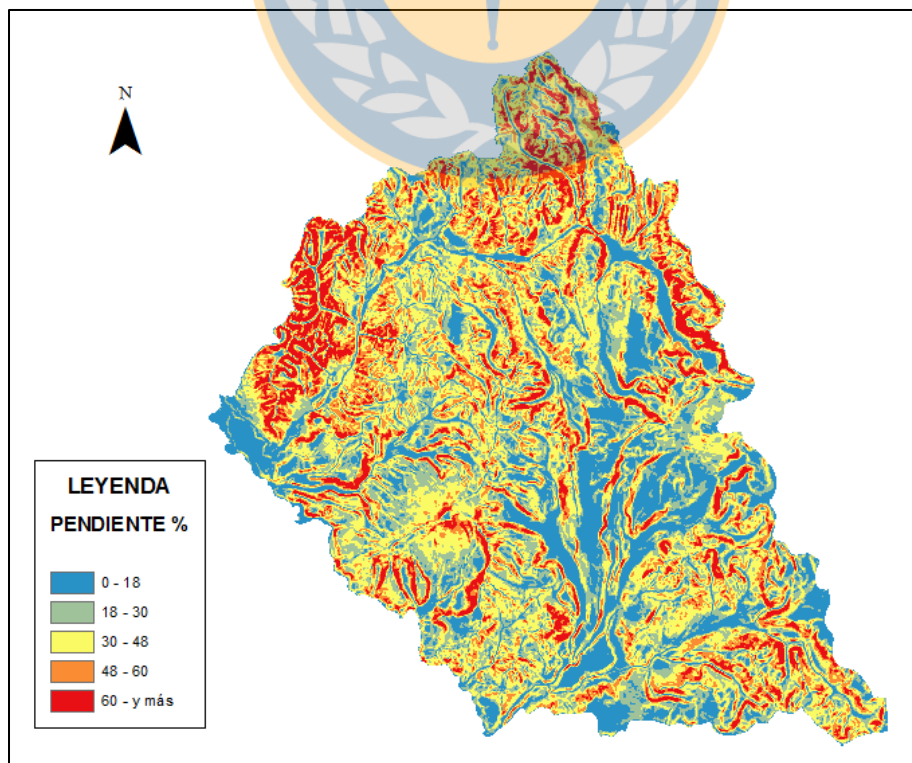 N
LEYENDA
PENDIENTE %
0 - 18
18 - 30
30 - 48
48 - 60
60 - y más